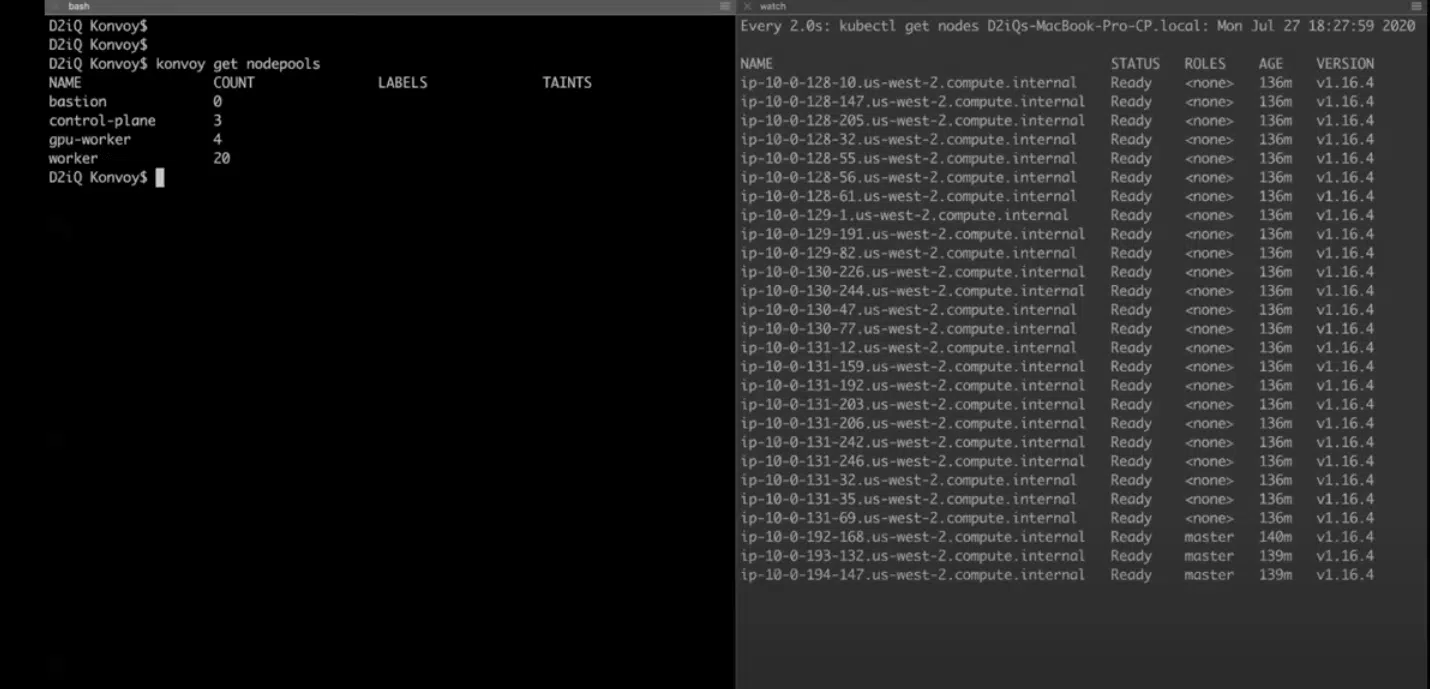 bash
D2iQ Konvoy$
D2iQ Konvoy$
D2iQ Konvoy$ konvoy get nodepools
NAME COUNT LABELS TAINTS
bastion 0
control-plane 3
gpu-worker 4
worker 20
D2iQ Konvoy$
watch
Every 2.0s: kubectl get nodes D2iQs-MacBook-Pro-CP.local: Mon Jul 27 18:27:59 2020
NAME STATUS ROLES AGE VERSION
ip-10-0-128-10.us-west-2.compute.internal Ready <none> 136m v1.16.4
ip-10-0-128-147.us-west-2.compute.internal Ready <none> 136m v1.16.4
ip-10-0-128-205.us-west-2.compute.internal Ready <none> 136m v1.16.4
ip-10-0-128-32.us-west-2.compute.internal Ready <none> 136m v1.16.4
ip-10-0-128-55.us-west-2.compute.internal Ready <none> 136m v1.16.4
ip-10-0-128-56.us-west-2.compute.internal Ready <none> 136m v1.16.4
ip-10-0-128-61.us-west-2.compute.internal Ready <none> 136m v1.16.4
ip-10-0-129-1.us-west-2.compute.internal Ready <none> 136m v1.16.4
ip-10-0-129-191.us-west-2.compute.internal Ready <none> 136m v1.16.4
ip-10-0-129-82.us-west-2.compute.internal Ready <none> 136m v1.16.4
ip-10-0-130-226.us-west-2.compute.internal Ready <none> 136m v1.16.4
ip-10-0-130-244.us-west-2.compute.internal Ready <none> 136m v1.16.4
ip-10-0-130-47.us-west-2.compute.internal Ready <none> 136m v1.16.4
ip-10-0-130-77.us-west-2.compute.internal Ready <none> 136m v1.16.4
ip-10-0-131-12.us-west-2.compute.internal Ready <none> 136m v1.16.4
ip-10-0-131-159.us-west-2.compute.internal Ready <none> 136m v1.16.4
ip-10-0-131-192.us-west-2.compute.internal Ready <none> 136m v1.16.4
ip-10-0-131-203.us-west-2.compute.internal Ready <none> 136m v1.16.4
ip-10-0-131-206.us-west-2.compute.internal Ready <none> 136m v1.16.4
ip-10-0-131-242.us-west-2.compute.internal Ready <none> 136m v1.16.4
ip-10-0-131-246.us-west-2.compute.internal Ready <none> 136m v1.16.4
ip-10-0-131-32.us-west-2.compute.internal Ready <none> 136m v1.16.4
ip-10-0-131-35.us-west-2.compute.internal Ready <none> 136m v1.16.4
ip-10-0-131-69.us-west-2.compute.internal Ready <none> 136m v1.16.4
ip-10-0-192-168.us-west-2.compute.internal Ready master 140m v1.16.4
ip-10-0-193-132.us-west-2.compute.internal Ready master 139m v1.16.4
ip-10-0-194-147.us-west-2.compute.internal Ready master 139m v1.16.4